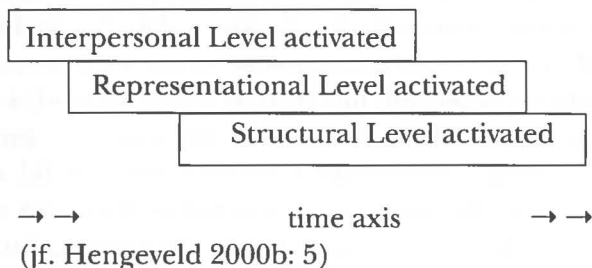 Interpersonal Level activated
Representational Level activated
Structural Level activated
→ → time axis → →
(jf. Hengeveld 2000b: 5)